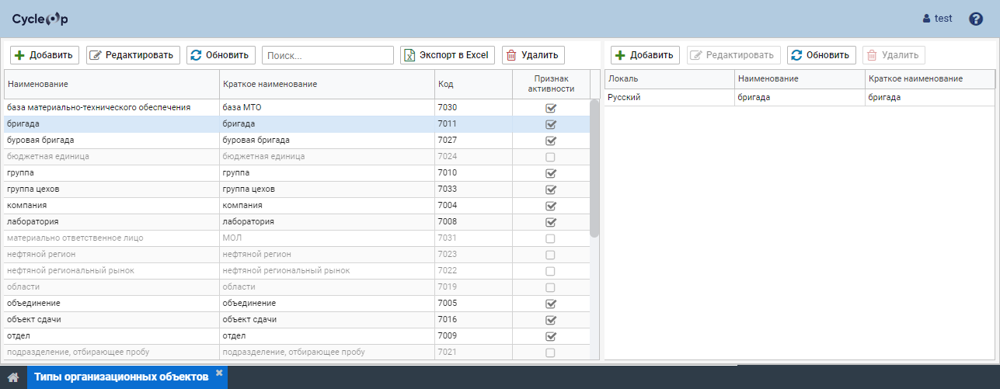 CycleOp
test
Добавить Редактировать Обновить Поиск... Экспорт в Excel Удалить
Добавить Редактировать Обновить Удалить
Наименование Краткое наименование Код Признак активности
база материально-технического обеспечения база МТО 7030
бригада бригада 7011
буровая бригада буровая бригада 7027
бюджетная единица бюджетная единица 7024
группа группа 7010
группа цехов группа цехов 7033
компания компания 7004
лаборатория лаборатория 7008
материально ответственное лицо МОЛ 7031
нефтяной регион нефтяной регион 7023
нефтяной региональный рынок нефтяной региональный рынок 7022
области области 7019
объединение объединение 7005
объект сдачи объект сдачи 7016
отдел отдел 7009
подразделение, отбирающее пробу подразделение, отбирающее пробу 7021
Локаль Наименование Краткое наименование
Русский бригада бригада
Типы организационных объектов